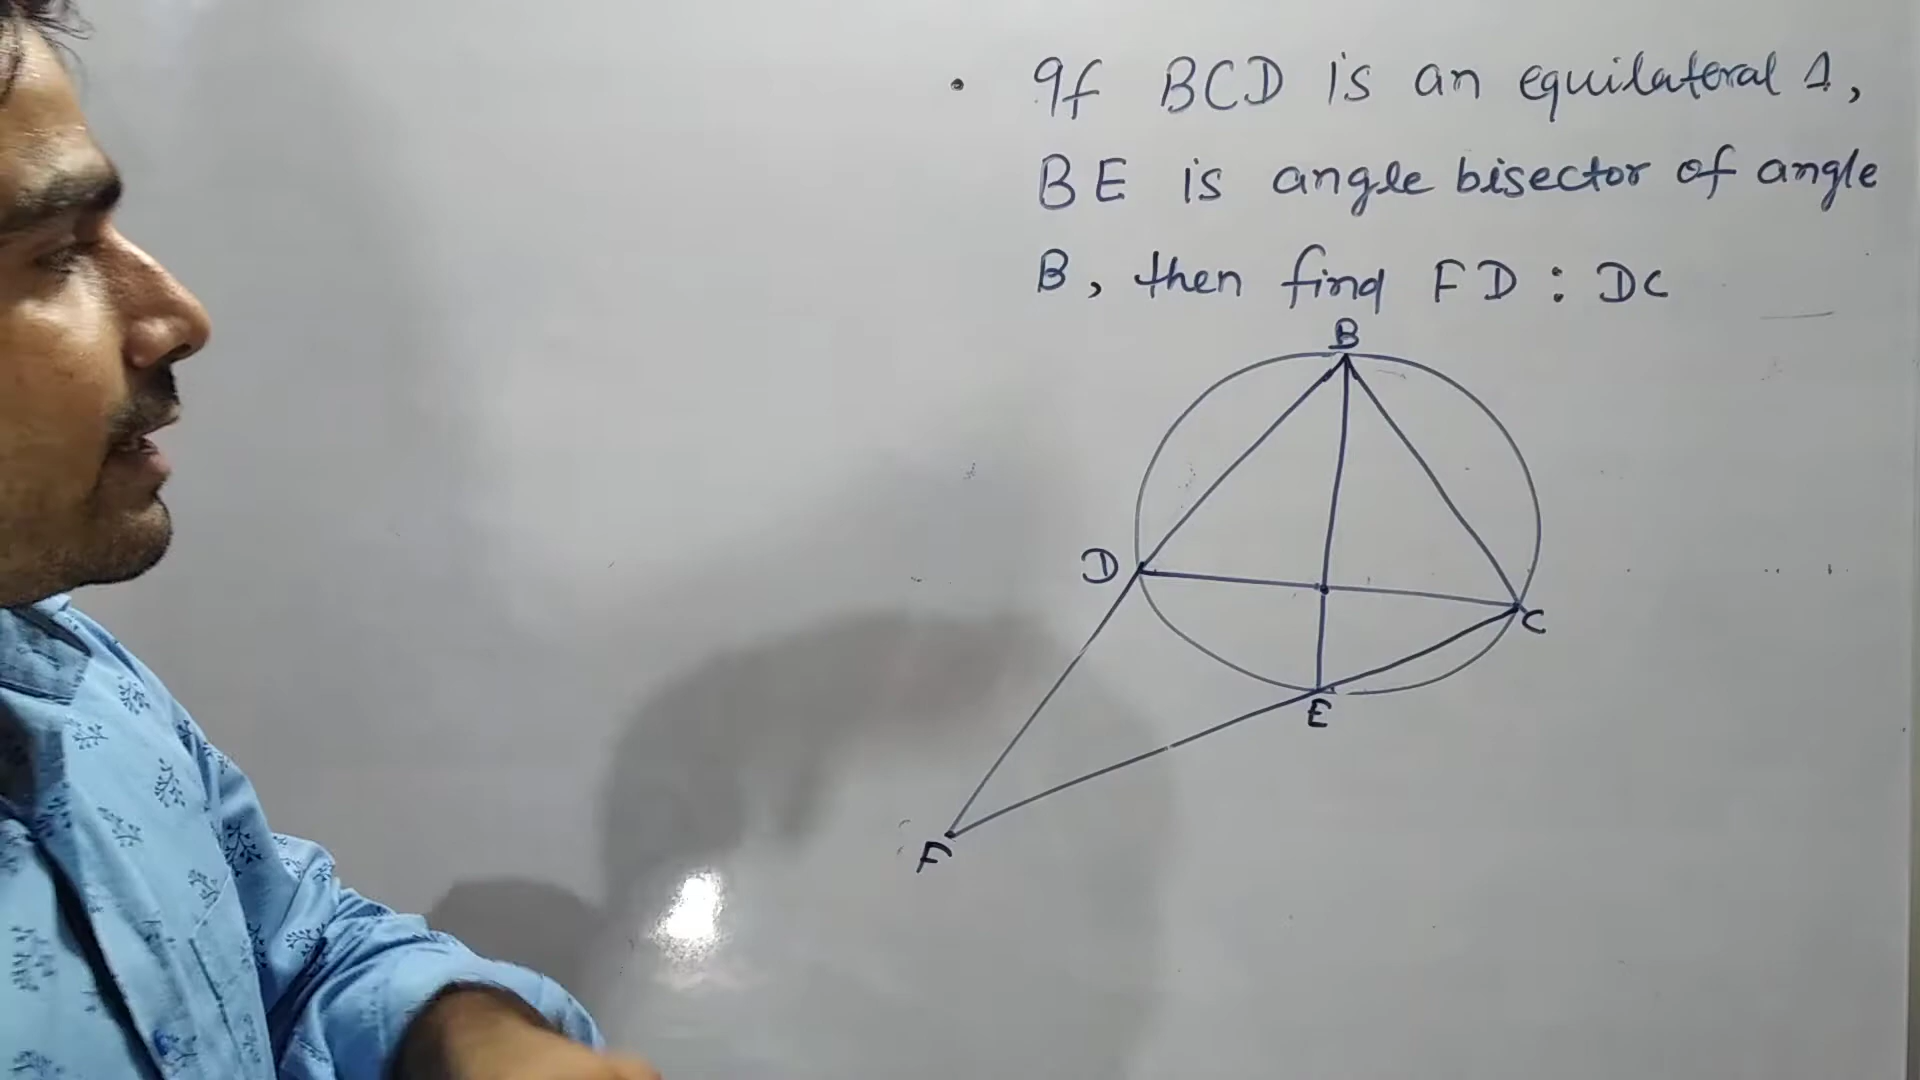 • If BCD is an equilateral Δ,
BE is angle bisector of angle
B, then find FD : DC
B
D
C
E
F